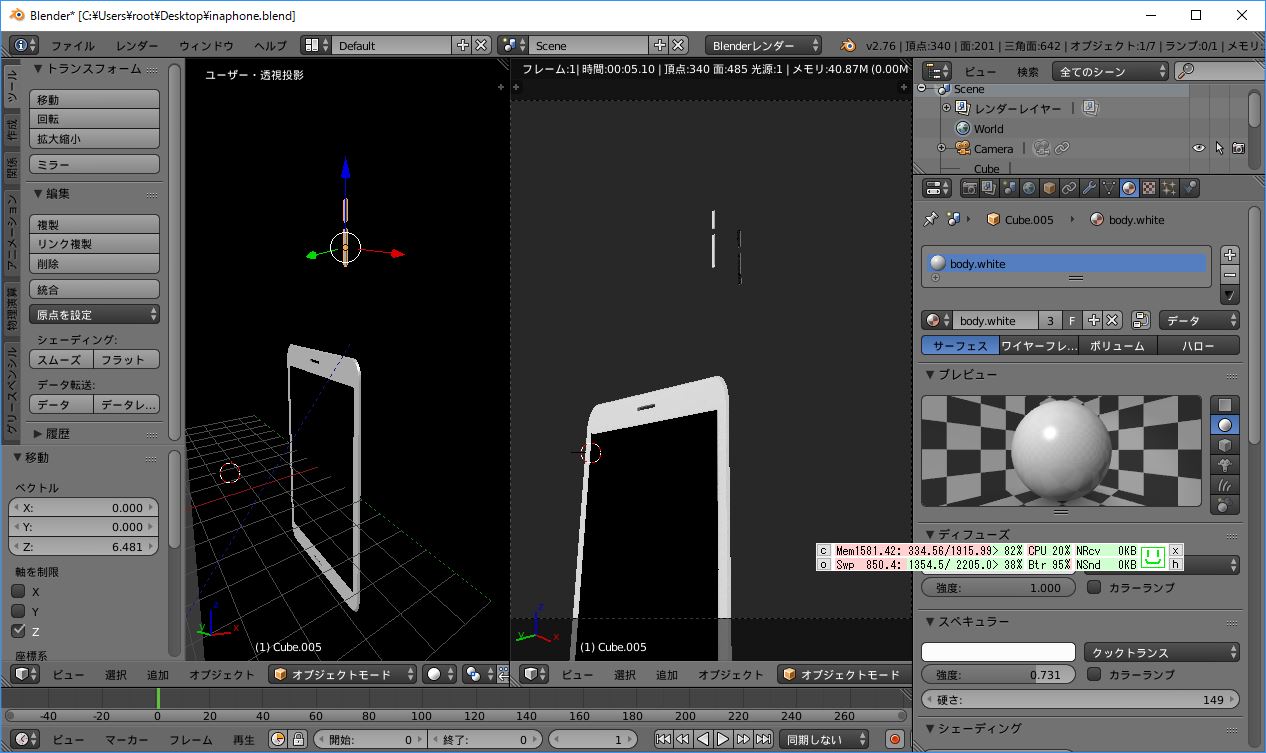 Blender* [C:¥Users¥root¥Desktop¥inaphone.blend]
ファイル レンダー ウィンドウ ヘルプ Default Scene Blenderレンダー v2.76 | 頂点:340 | 面:201 | 三角面:642 | オブジェクト:1/7 | ランプ:0/1 | メモリ:
ツール
作成
関係
アニメーション
物理演算
グリースペンシル
トランスフォーム
移動
回転
拡大縮小
ミラー
編集
複製
リンク複製
削除
統合
原点を設定
シェーディング:
スムーズ フラット
データ転送:
データ データレ...
履歴
移動
ベクトル
X: 0.000
Y: 0.000
Z: 6.481
軸を制限
X
Y
Z
座標系
ユーザー・透視投影
(1) Cube.005
ビュー 選択 追加 オブジェクト オブジェクトモード
フレーム:1| 時間:00:05.10 | 頂点:340 面:485 光源:1 | メモリ:40.87M (0.00M
(1) Cube.005
ビュー 選択 追加 オブジェクト オブジェクトモード
ビュー 検索 全てのシーン
Scene
レンダーレイヤー |
World
Camera |
Cube |
Cube.005 body.white
body.white
body.white 3 F データ
サーフェス ワイヤーフレ... ボリューム ハロー
プレビュー
ディフューズ
c Mem1581.42: 334.56/1915.99> 82% CPU 20% NRcv 0KB x
o Swp 850.4: 1354.5/ 2205.0> 38% Btr 95% NSnd 0KB h
強度: 1.000 カラーランプ
スペキュラー
クックトランス
強度: 0.731 カラーランプ
硬さ: 149
シェーディング
-40 -20 0 20 40 60 80 100 120 140 160 180 200 220 240 260
ビュー マーカー フレーム 再生 開始: 0 終了: 0 1 同期しない